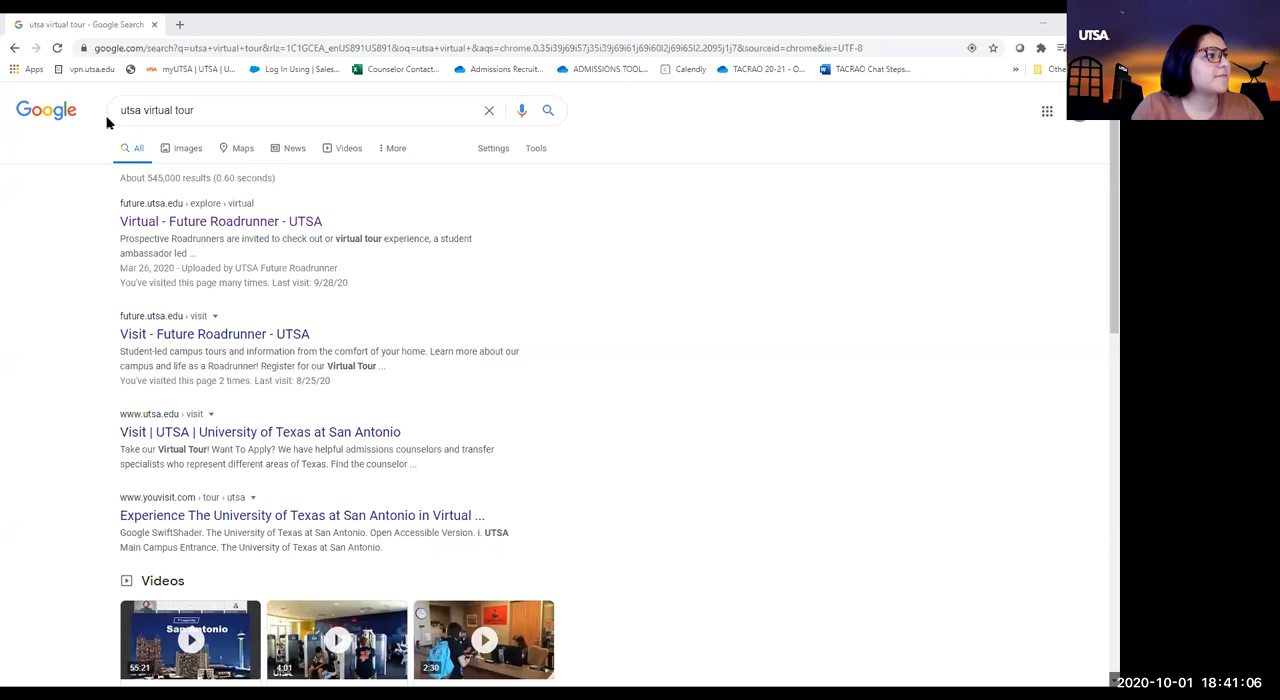 utsa virtual tour - Google Search
google.com/search?q=utsa+virtual+tour&rlz=1C1GCEA_enUS891US891&oq=utsa+virtual+&aqs=chrome.0.35i39j69i57j35i39j69i61j69i60l2j69i65l2.2095j1j7&sourceid=chrome&ie=UTF-8
Apps vpn.utsa.edu myUTSA | UTSA | U... Log In Using | Sales... Counselor Contact... Admissions Recruit... ADMISSIONS TOOL... Calendly TACRAO 20-21 - O... TACRAO Chat Steps... » Othe
UTSA
Google utsa virtual tour
All Images Maps News Videos More Settings Tools
About 545,000 results (0.60 seconds)
future.utsa.edu › explore › virtual
Virtual - Future Roadrunner - UTSA
Prospective Roadrunners are invited to check out or virtual tour experience, a student
ambassador led ...
Mar 26, 2020 - Uploaded by UTSA Future Roadrunner
You've visited this page many times. Last visit: 9/28/20
future.utsa.edu › visit
Visit - Future Roadrunner - UTSA
Student-led campus tours and information from the comfort of your home. Learn more about our
campus and life as a Roadrunner! Register for our Virtual Tour ...
You've visited this page 2 times. Last visit: 8/25/20
www.utsa.edu › visit
Visit | UTSA | University of Texas at San Antonio
Take our Virtual Tour! Want To Apply? We have helpful admissions counselors and transfer
specialists who represent different areas of Texas. Find the counselor ...
www.youvisit.com › tour › utsa
Experience The University of Texas at San Antonio in Virtual ...
Google SwiftShader. The University of Texas at San Antonio. Open Accessible Version. i. UTSA
Main Campus Entrance. The University of Texas at San Antonio.
Videos
San Antonio
55:21 4:01 2:30
UTSA
2020-10-01 18:41:06